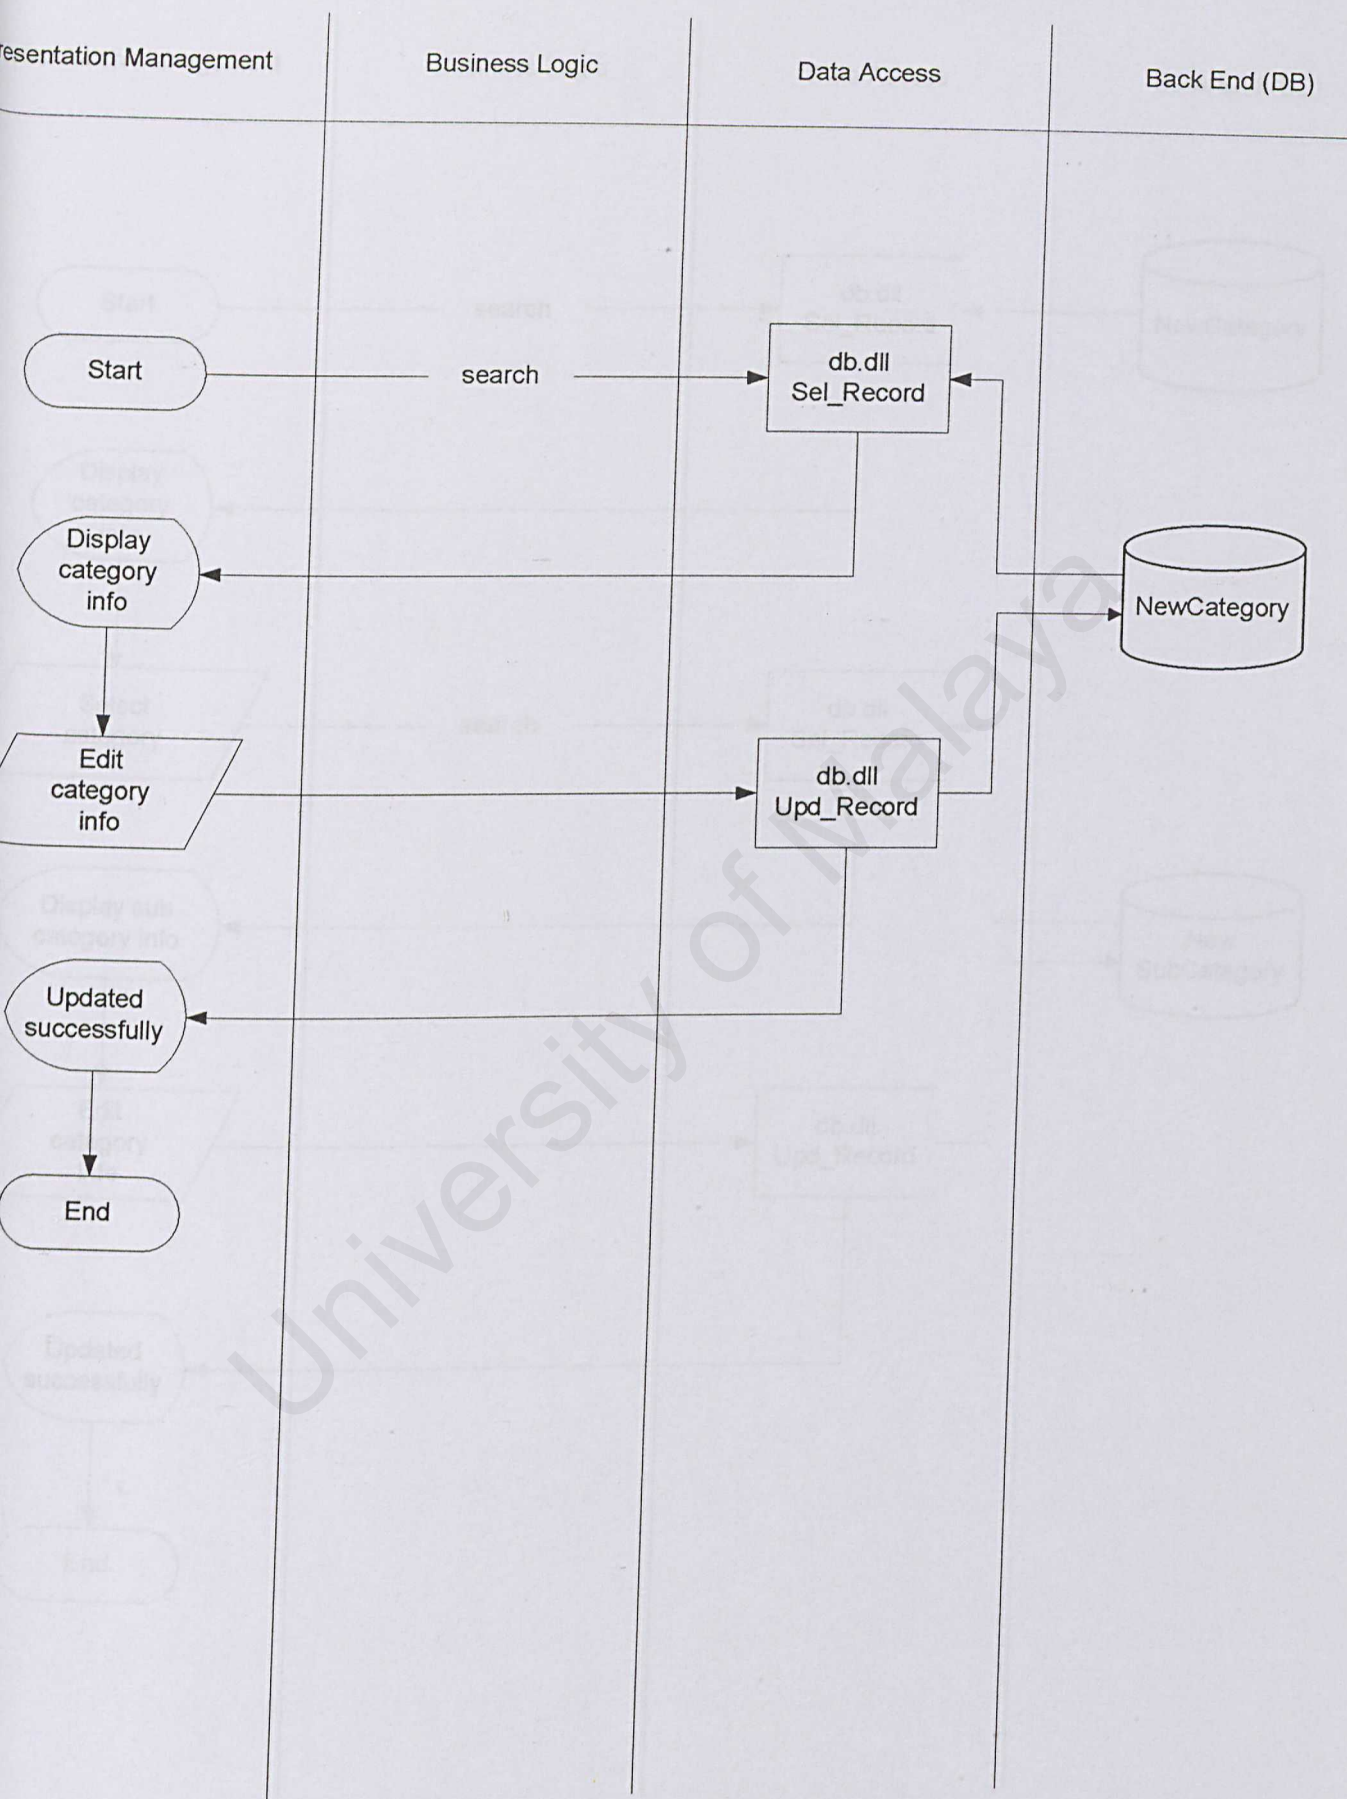 resentation Management
Business Logic
Data Access
Back End (DB)
Start
search
db.dll
Sel_Record
Display
category
info
NewCategory
Edit
category
info
db.dll
Upd_Record
Updated
successfully
End
University of Malaya